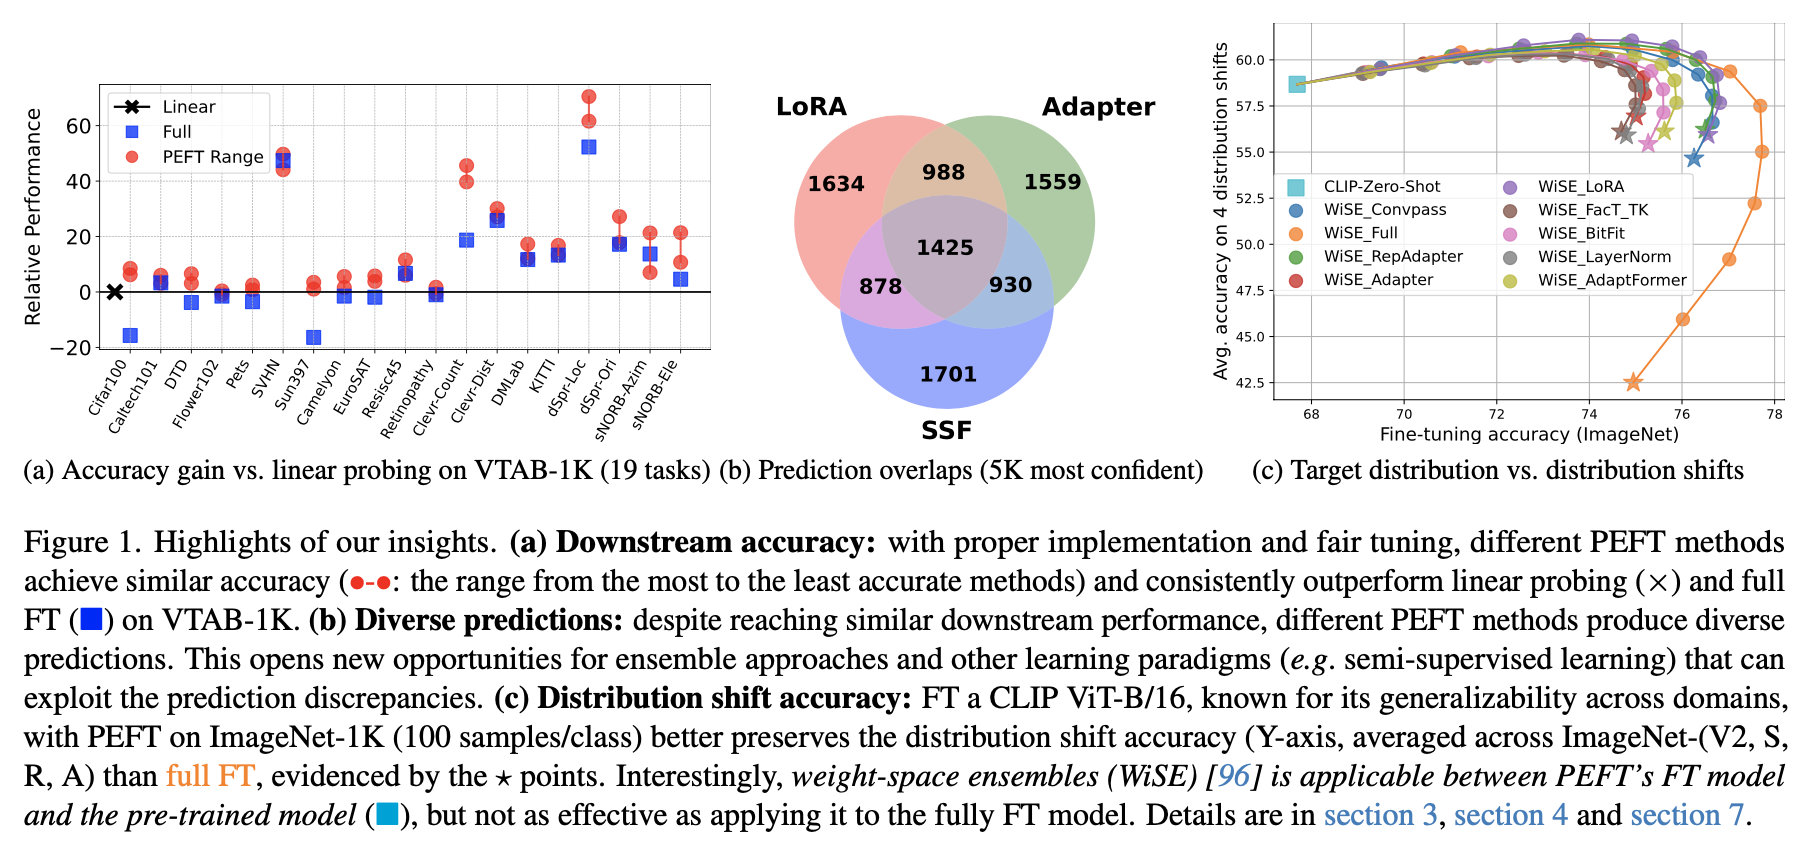 Relative Performance
60
40
20
0
−20
Linear
Full
PEFT Range
Cifar100
Caltech101
DTD
Flower102
Pets
SVHN
Sun397
Camelyon
EuroSAT
Resisc45
Retinopathy
Clevr-Count
Clevr-Dist
DMLab
KITTI
dSpr-Loc
dSpr-Ori
sNORB-Azim
sNORB-Ele
(a) Accuracy gain vs. linear probing on VTAB-1K (19 tasks)
LoRA
Adapter
1634
988
1559
1425
878
930
1701
SSF
(b) Prediction overlaps (5K most confident)
Avg. accuracy on 4 distribution shifts
60.0
57.5
55.0
52.5
50.0
47.5
45.0
42.5
CLIP-Zero-Shot
WiSE_Convpass
WiSE_Full
WiSE_RepAdapter
WiSE_Adapter
WiSE_LoRA
WiSE_FacT_TK
WiSE_BitFit
WiSE_LayerNorm
WiSE_AdaptFormer
68
70
72
74
76
78
Fine-tuning accuracy (ImageNet)
(c) Target distribution vs. distribution shifts
Figure 1. Highlights of our insights. (a) Downstream accuracy: with proper implementation and fair tuning, different PEFT methods
achieve similar accuracy (●-●: the range from the most to the least accurate methods) and consistently outperform linear probing (×) and full
FT (■) on VTAB-1K. (b) Diverse predictions: despite reaching similar downstream performance, different PEFT methods produce diverse
predictions. This opens new opportunities for ensemble approaches and other learning paradigms (e.g. semi-supervised learning) that can
exploit the prediction discrepancies. (c) Distribution shift accuracy: FT a CLIP ViT-B/16, known for its generalizability across domains,
with PEFT on ImageNet-1K (100 samples/class) better preserves the distribution shift accuracy (Y-axis, averaged across ImageNet-(V2, S,
R, A) than full FT, evidenced by the ⋆ points. Interestingly, weight-space ensembles (WiSE) [96] is applicable between PEFT's FT model
and the pre-trained model (■), but not as effective as applying it to the fully FT model. Details are in section 3, section 4 and section 7.